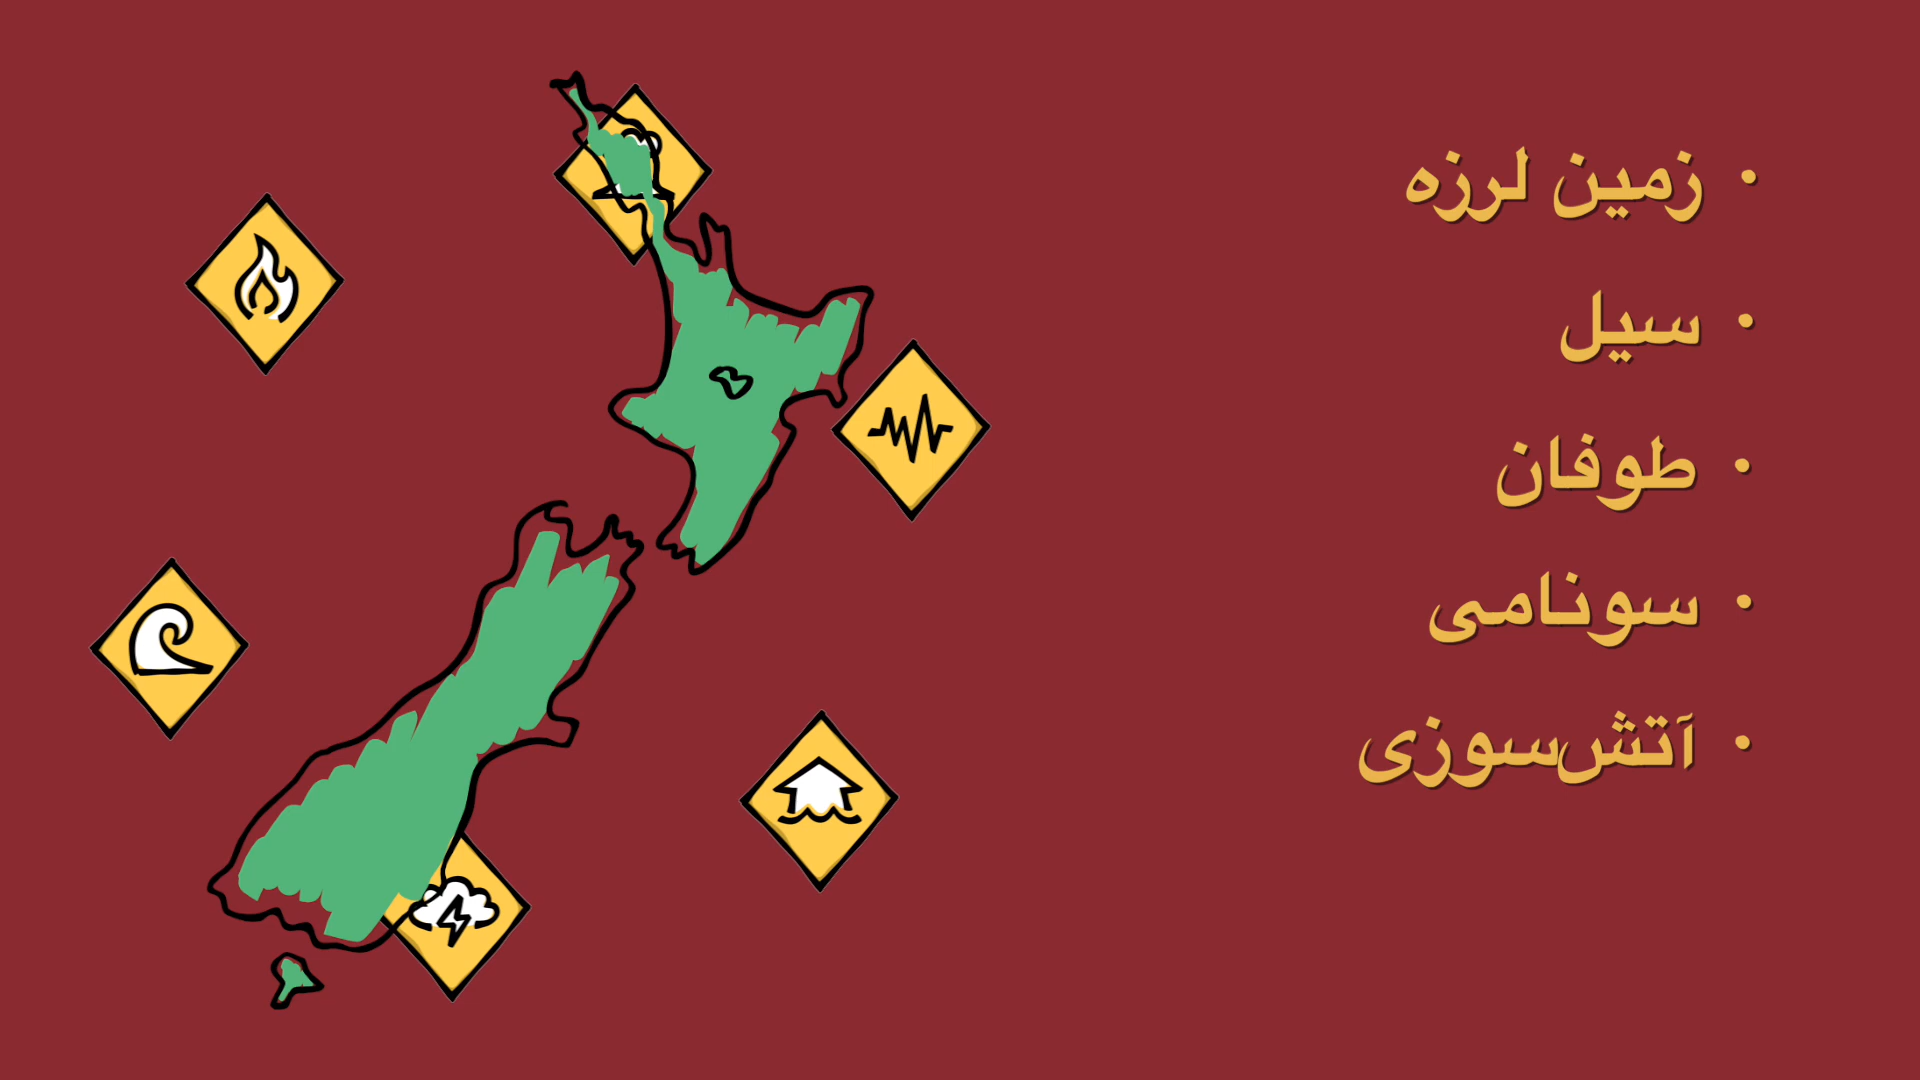 • زمین لرزه
• سیل
• طوفان
• سونامی
• آتش‌سوزی